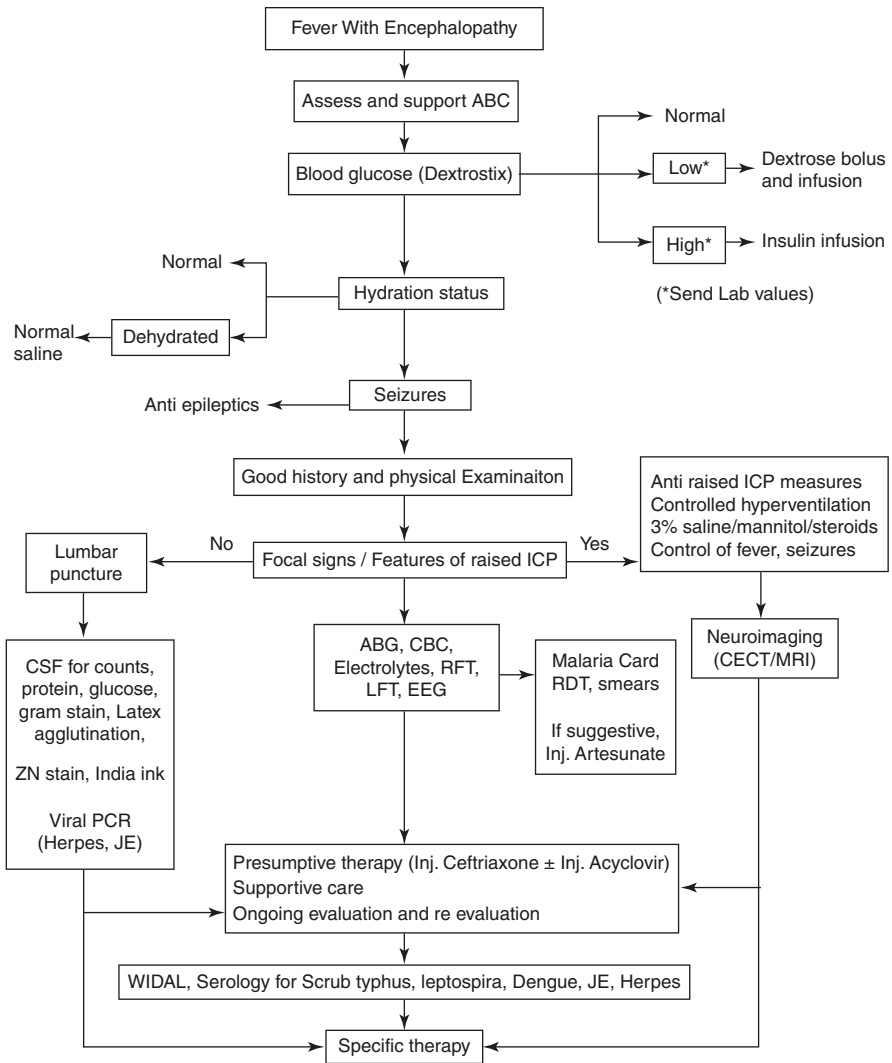 Fever With Encephalopathy
Assess and support ABC
Blood glucose (Dextrostix)
Normal
Low*
Dextrose bolus
and infusion
High*
Insulin infusion
(*Send Lab values)
Normal
Hydration status
Dehydrated
Normal
saline
Seizures
Anti epileptics
Good history and physical Examinaiton
Focal signs / Features of raised ICP
No
Yes
Lumbar
puncture
Anti raised ICP measures
Controlled hyperventilation
3% saline/mannitol/steroids
Control of fever, seizures
CSF for counts,
protein, glucose,
gram stain, Latex
agglutination,
ZN stain, India ink
Viral PCR
(Herpes, JE)
ABG, CBC,
Electrolytes, RFT,
LFT, EEG
Malaria Card
RDT, smears
If suggestive,
Inj. Artesunate
Neuroimaging
(CECT/MRI)
Presumptive therapy (Inj. Ceftriaxone ± Inj. Acyclovir)
Supportive care
Ongoing evaluation and re evaluation
WIDAL, Serology for Scrub typhus, leptospira, Dengue, JE, Herpes
Specific therapy